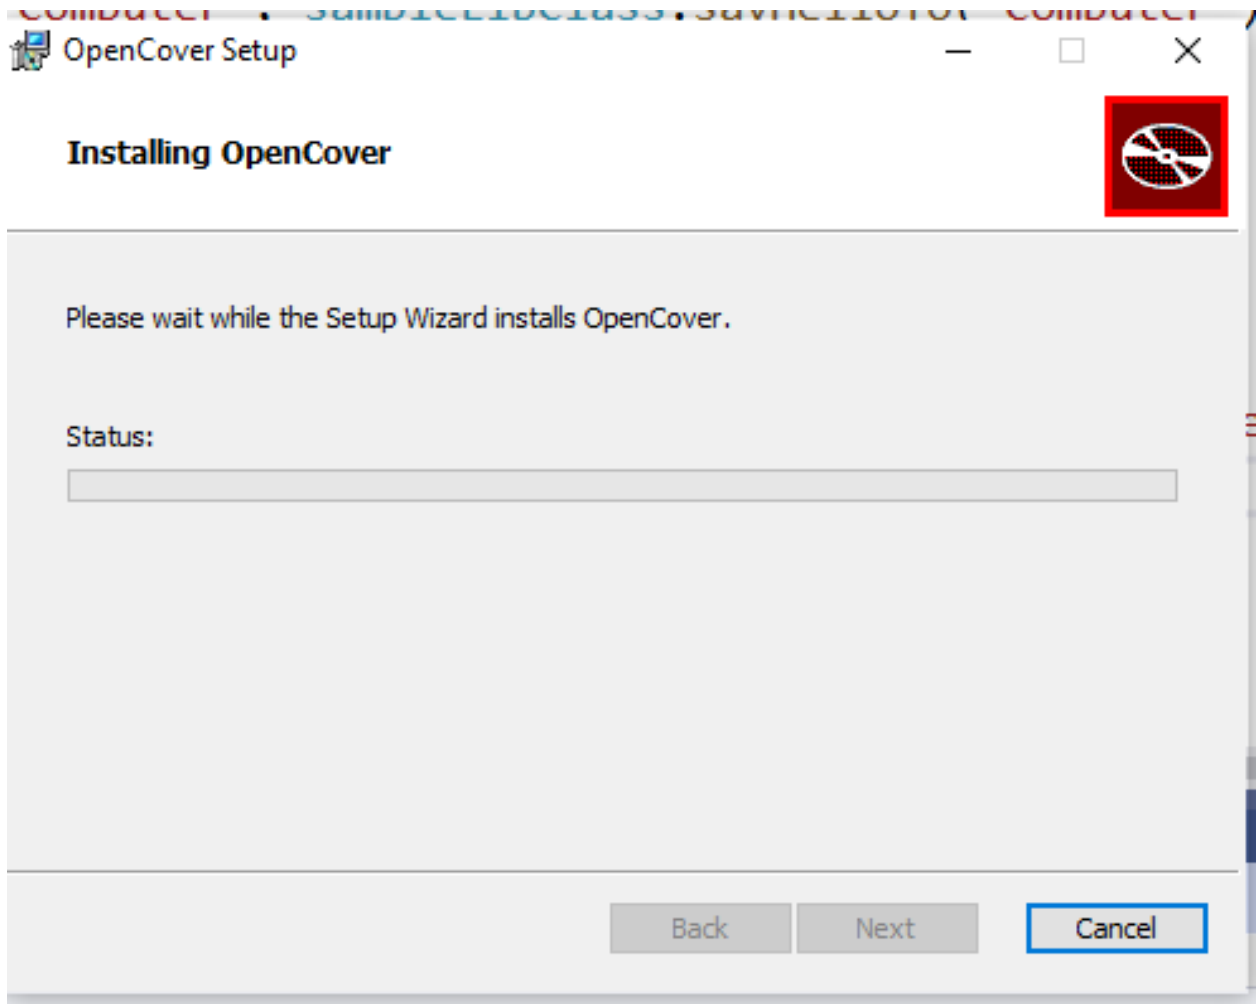 OpenCover Setup
Installing OpenCover
Please wait while the Setup Wizard installs OpenCover.
Status:
Back
Next
Cancel